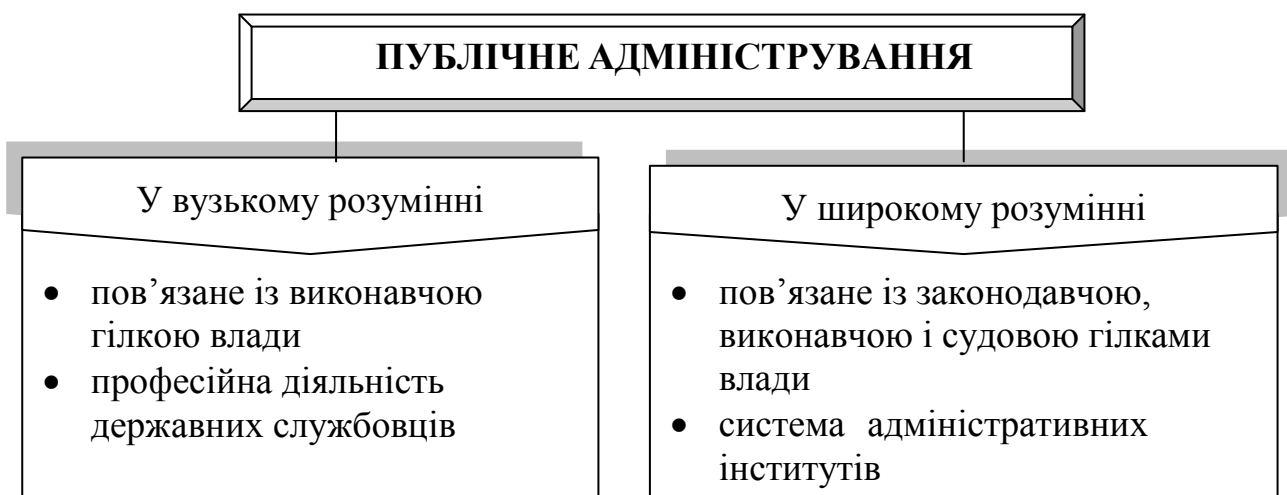 ПУБЛІЧНЕ АДМІНІСТРУВАННЯ
У вузькому розумінні
• пов’язане із виконавчою
гілкою влади
• професійна діяльність
державних службовців
У широкому розумінні
• пов’язане із законодавчою,
виконавчою і судовою гілками
влади
• система адміністративних
інститутів